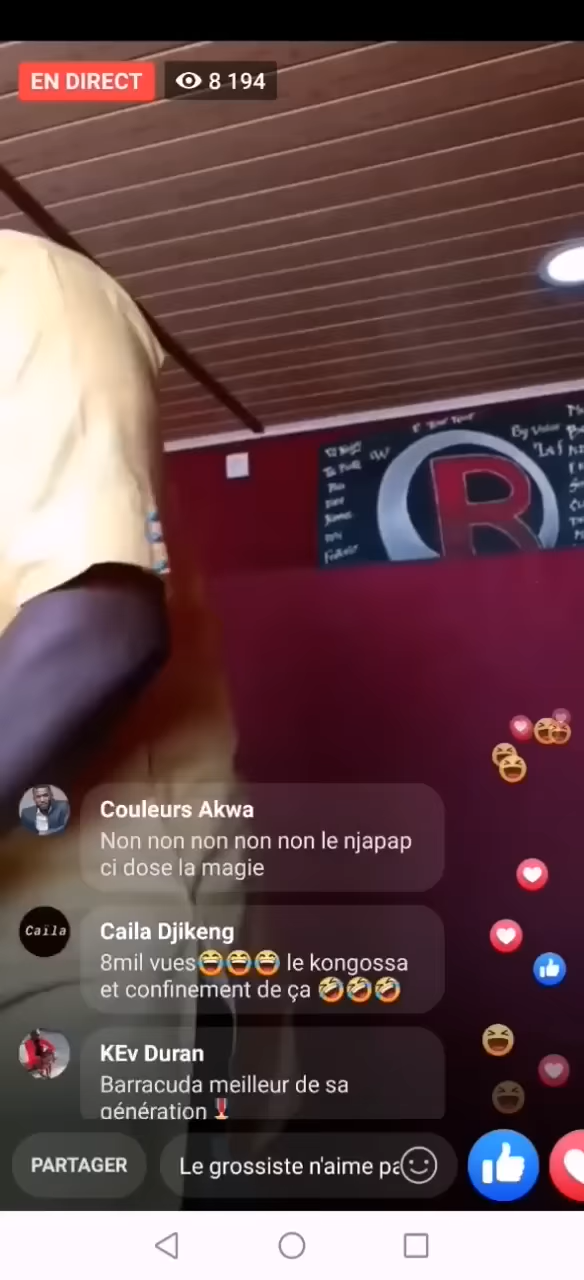 EN DIRECT 8 194
By
R
Couleurs Akwa
Non non non non non le njapap
ci dose la magie
Caila
Caila Djikeng
8mil vues😆😆😆 le kongossa
et confinement de ça 🤣🤣🤣
KEv Duran
Barracuda meilleur de sa
génération🎖
PARTAGER
Le grossiste n'aime pa